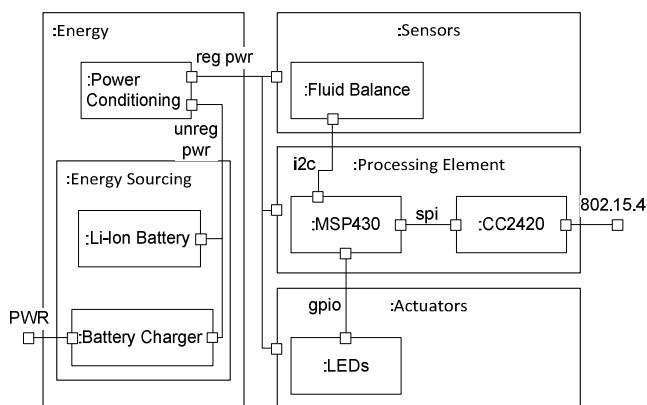 :Energy
:Power
Conditioning
reg pwr
unreg
pwr
:Energy Sourcing
:Li-Ion Battery
PWR
:Battery Charger
:Sensors
:Fluid Balance
i2c
:Processing Element
:MSP430
spi
:CC2420
802.15.4
gpio
:Actuators
:LEDs